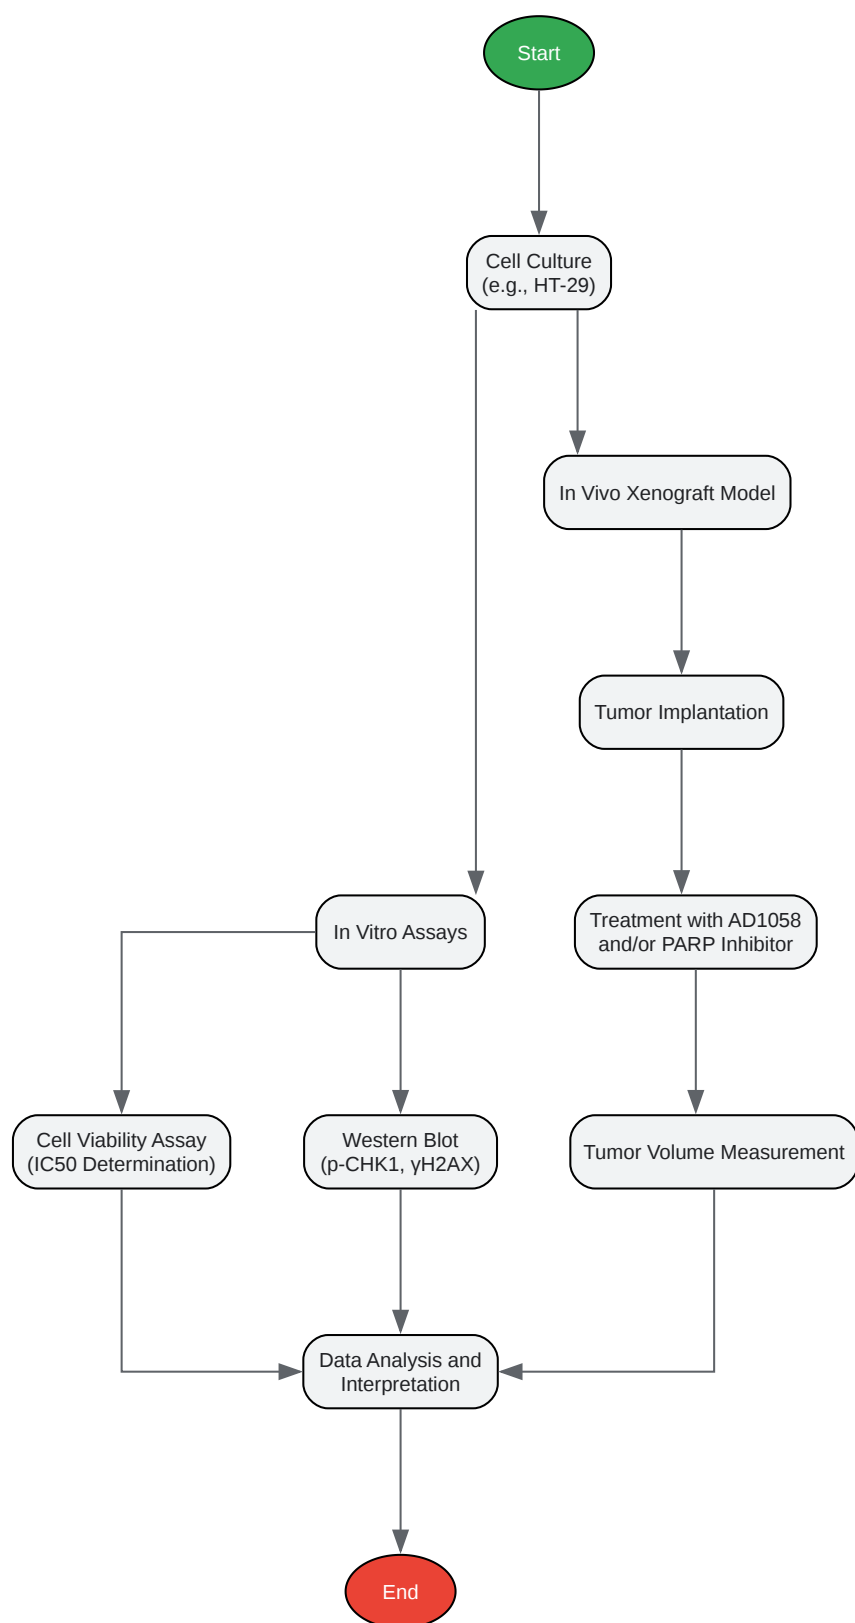 Start
Cell Culture
(e.g., HT-29)
In Vivo Xenograft Model
Tumor Implantation
In Vitro Assays
Treatment with AD1058
and/or PARP Inhibitor
Cell Viability Assay
(IC50 Determination)
Western Blot
(p-CHK1, γH2AX)
Tumor Volume Measurement
Data Analysis and
Interpretation
End